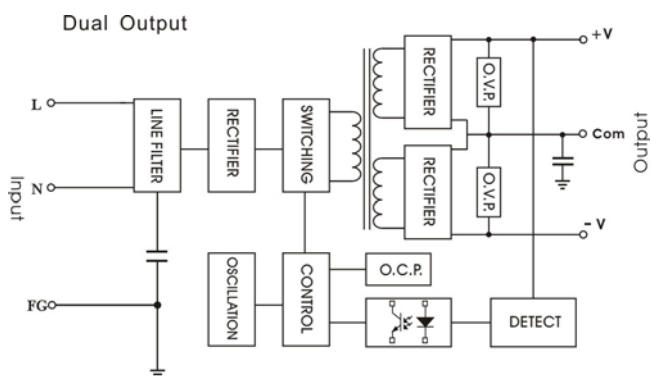 Dual Output
L
N
FG
Input
LINE FILTER
RECTIFIER
SWITCHING
RECTIFIER
RECTIFIER
O.V.P.
O.V.P.
+V
Com
- V
Output
OSCILLATION
CONTROL
O.C.P.
DETECT